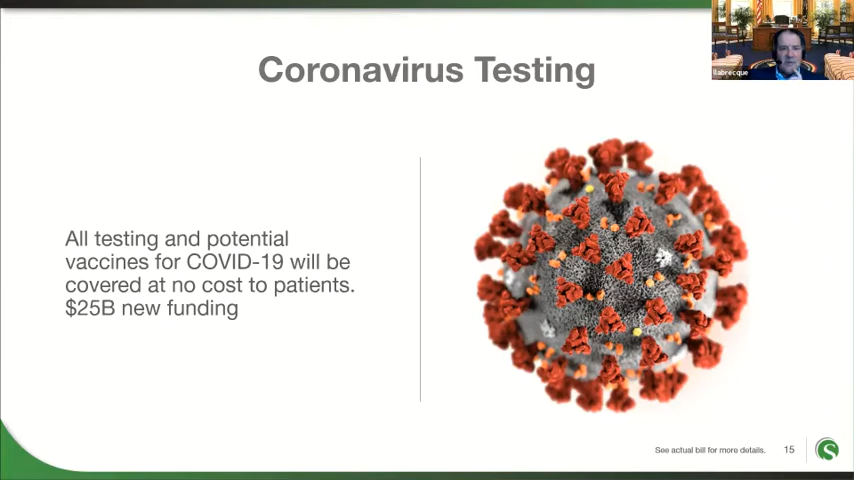 Coronavirus Testing
llabrecque
All testing and potential
vaccines for COVID-19 will be
covered at no cost to patients.
$25B new funding
See actual bill for more details.
15
S